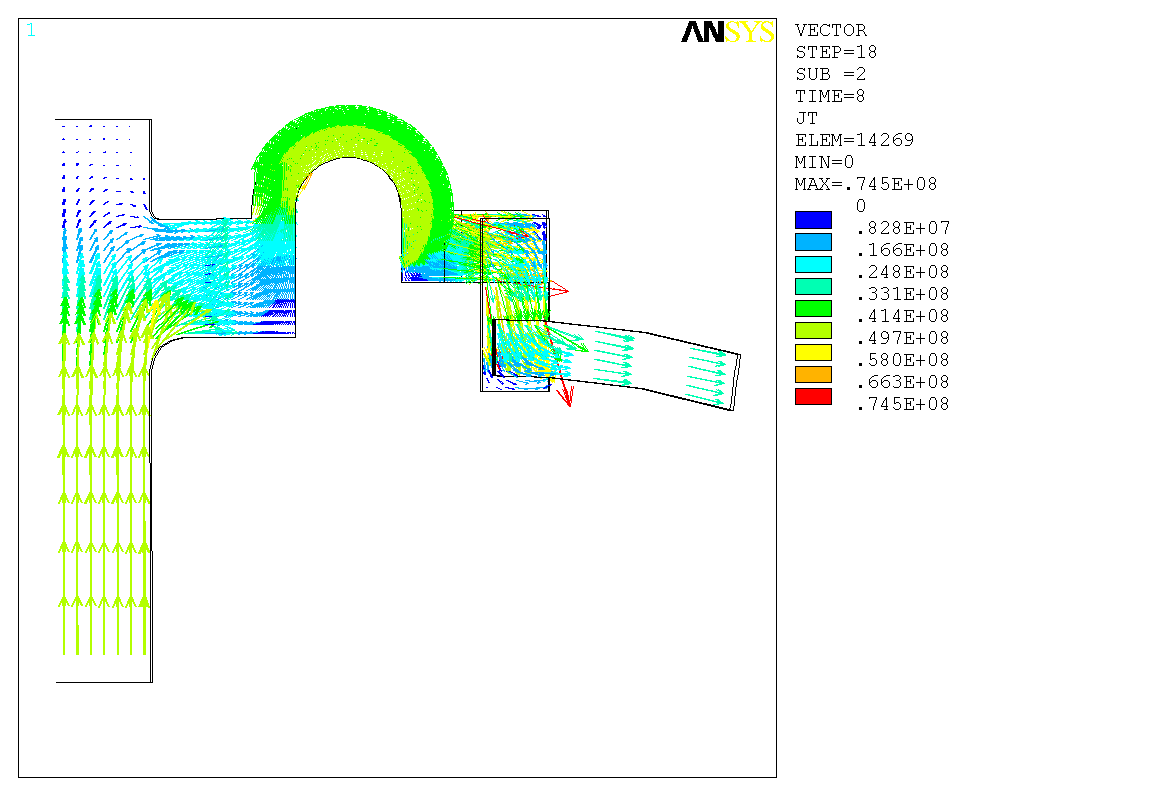 1
ANSYS
VECTOR
STEP=18
SUB =2
TIME=8
JT
ELEM=14269
MIN=0
MAX=.745E+08
0
.828E+07
.166E+08
.248E+08
.331E+08
.414E+08
.497E+08
.580E+08
.663E+08
.745E+08